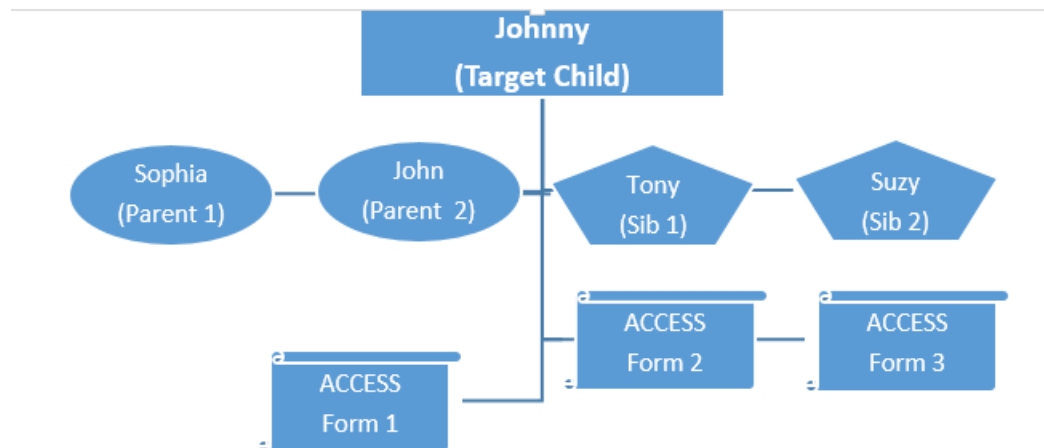 Johnny
(Target Child)
Sophia
(Parent 1)
John
(Parent 2)
Tony
(Sib 1)
Suzy
(Sib 2)
ACCESS
Form 2
ACCESS
Form 3
ACCESS
Form 1